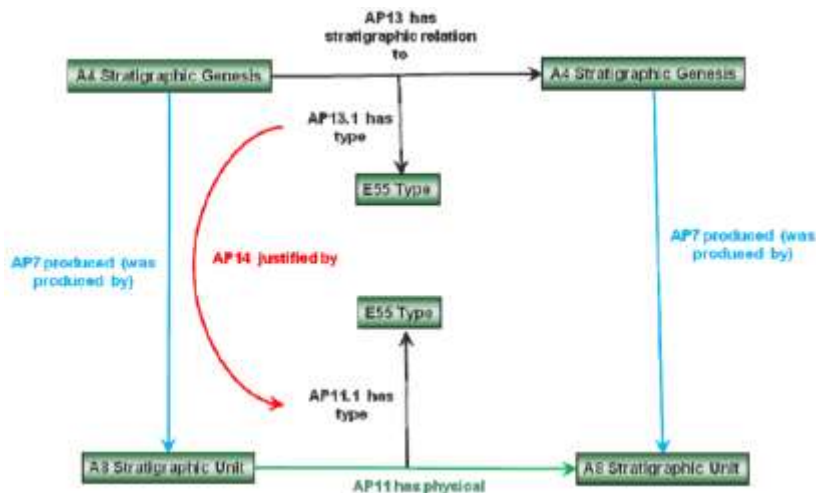 AP13 has
stratigraphic relation
to
A4 Stratigraphic Genesis
A4 Stratigraphic Genesis
AP13.1 has
type
E55 Type
AP7 produced (was
produced by)
AP14 justified by
AP7 produced (was
produced by)
E55 Type
AP11.1 has
type
A8 Stratigraphic Unit
A8 Stratigraphic Unit
AP11 has physical